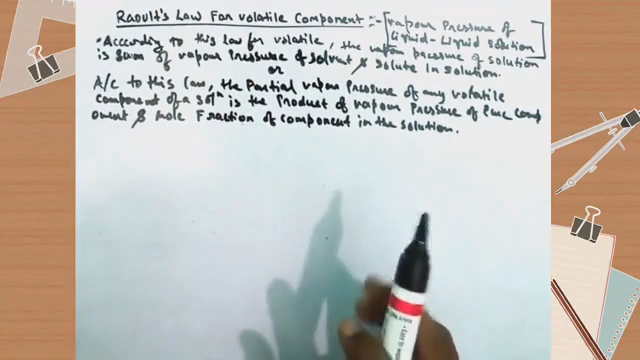 Raoult's Law For Volatile Component :- [vapour Pressure of
Liquid-Liquid solution]
• According to this law for volatile, the vapour pressure of solution
is sum of vapour Pressure of solvent & solute in solution.
or
A/c to this law, the Partial vapour Pressure of any volatile
component of a solⁿ is the Product of vapour Pressure of Pure Comp
onent & mole Fraction of component in the solution.